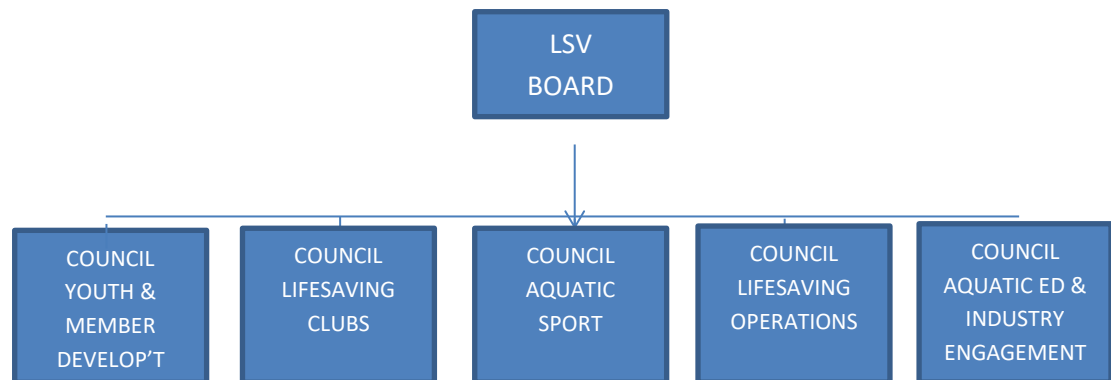 LSV
BOARD
COUNCIL
YOUTH &
MEMBER
DEVELOP’T
COUNCIL
LIFESAVING
CLUBS
COUNCIL
AQUATIC
SPORT
COUNCIL
LIFESAVING
OPERATIONS
COUNCIL
AQUATIC ED &
INDUSTRY
ENGAGEMENT